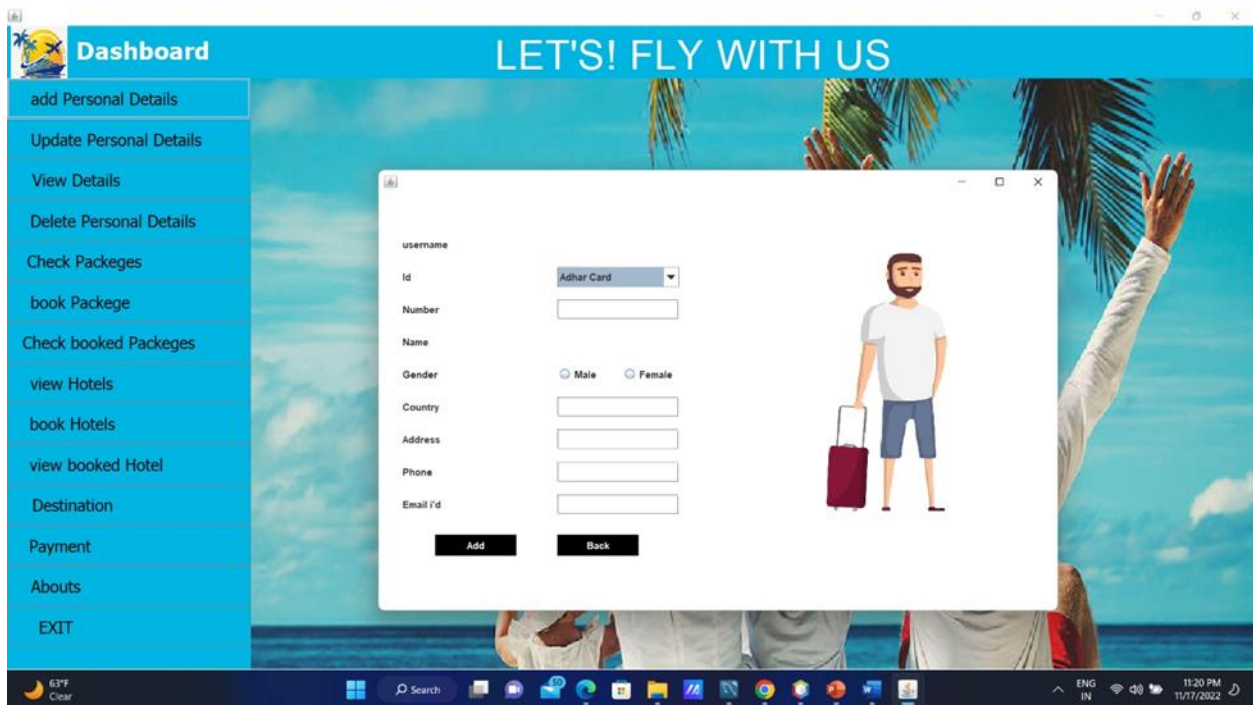 Dashboard
LET'S! FLY WITH US
add Personal Details
Update Personal Details
View Details
Delete Personal Details
Check Packeges
book Packege
Check booked Packeges
view Hotels
book Hotels
view booked Hotel
Destination
Payment
Abouts
EXIT
username
Id
Adhar Card
Number
Name
Gender
Male
Female
Country
Address
Phone
Email i'd
Add
Back
63°F
Clear
Search
50
ENG
IN
11:20 PM
11/17/2022